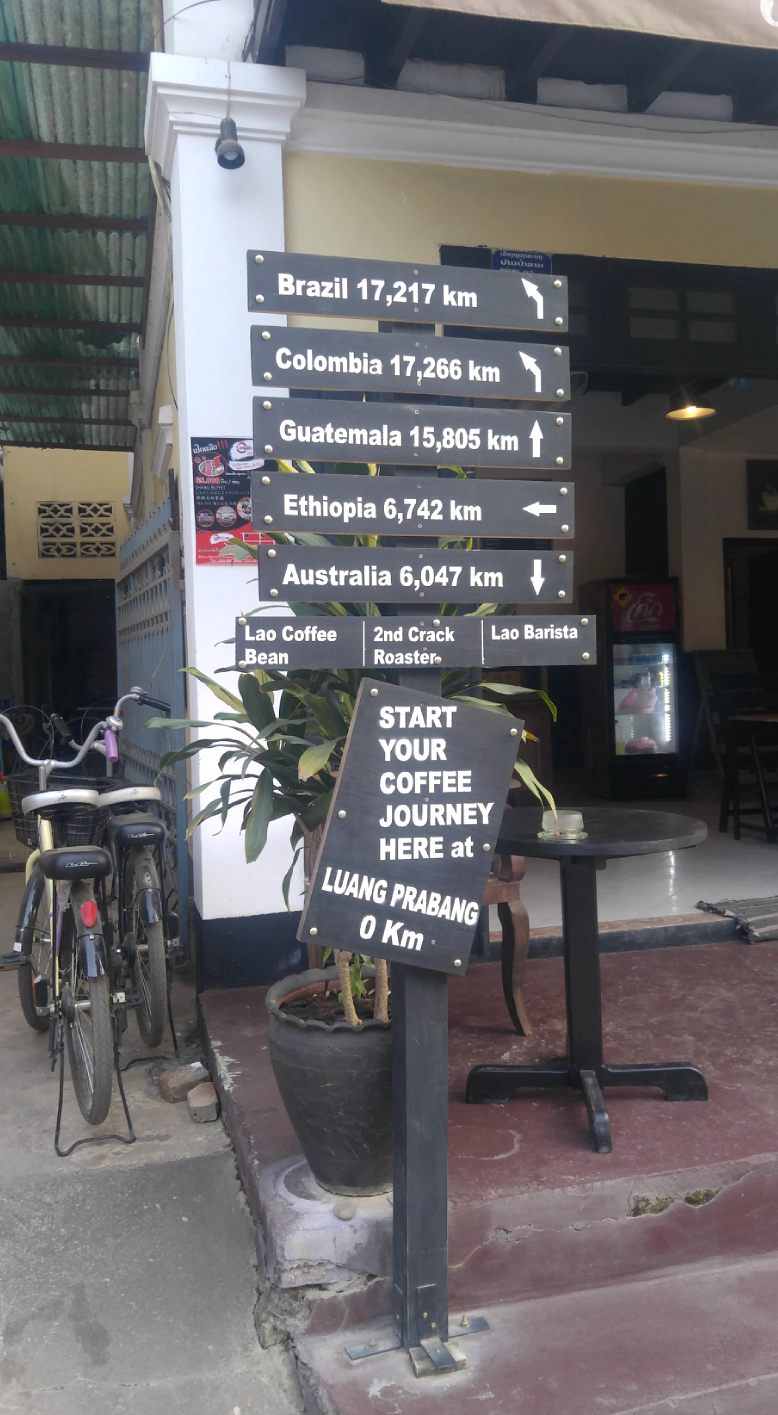 Brazil 17,217 km
Colombia 17,266 km
Guatemala 15,805 km
Ethiopia 6,742 km
Australia 6,047 km
Lao Coffee Bean
2nd Crack Roaster
Lao Barista
START
YOUR
COFFEE
JOURNEY
HERE at
LUANG PRABANG
0 Km